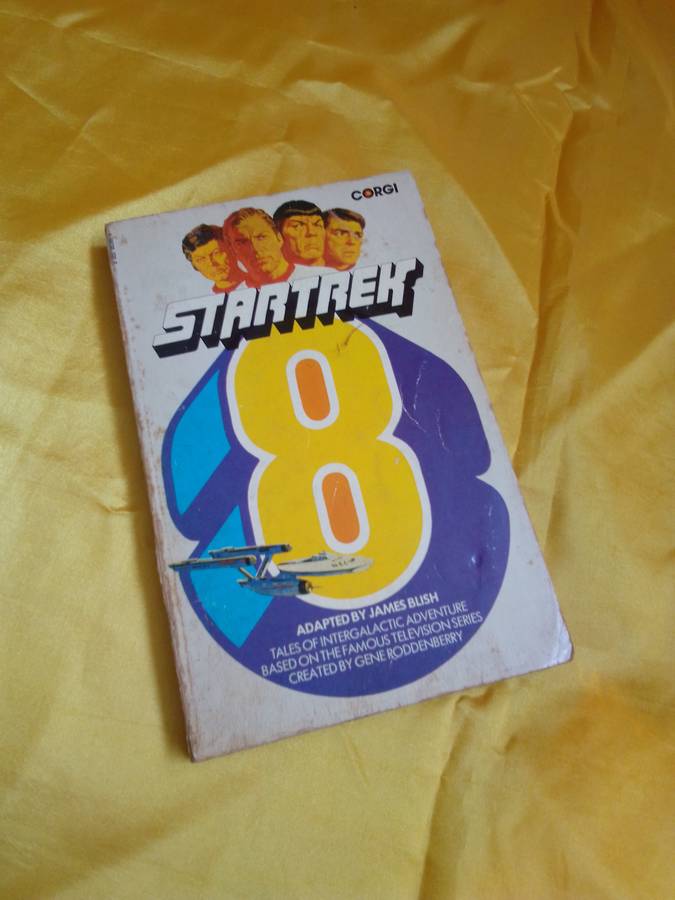 CORGI
STAR TREK
8
ADAPTED BY JAMES BLISH
TALES OF INTERGALACTIC ADVENTURE
BASED ON THE FAMOUS TELEVISION SERIES
CREATED BY GENE RODDENBERRY